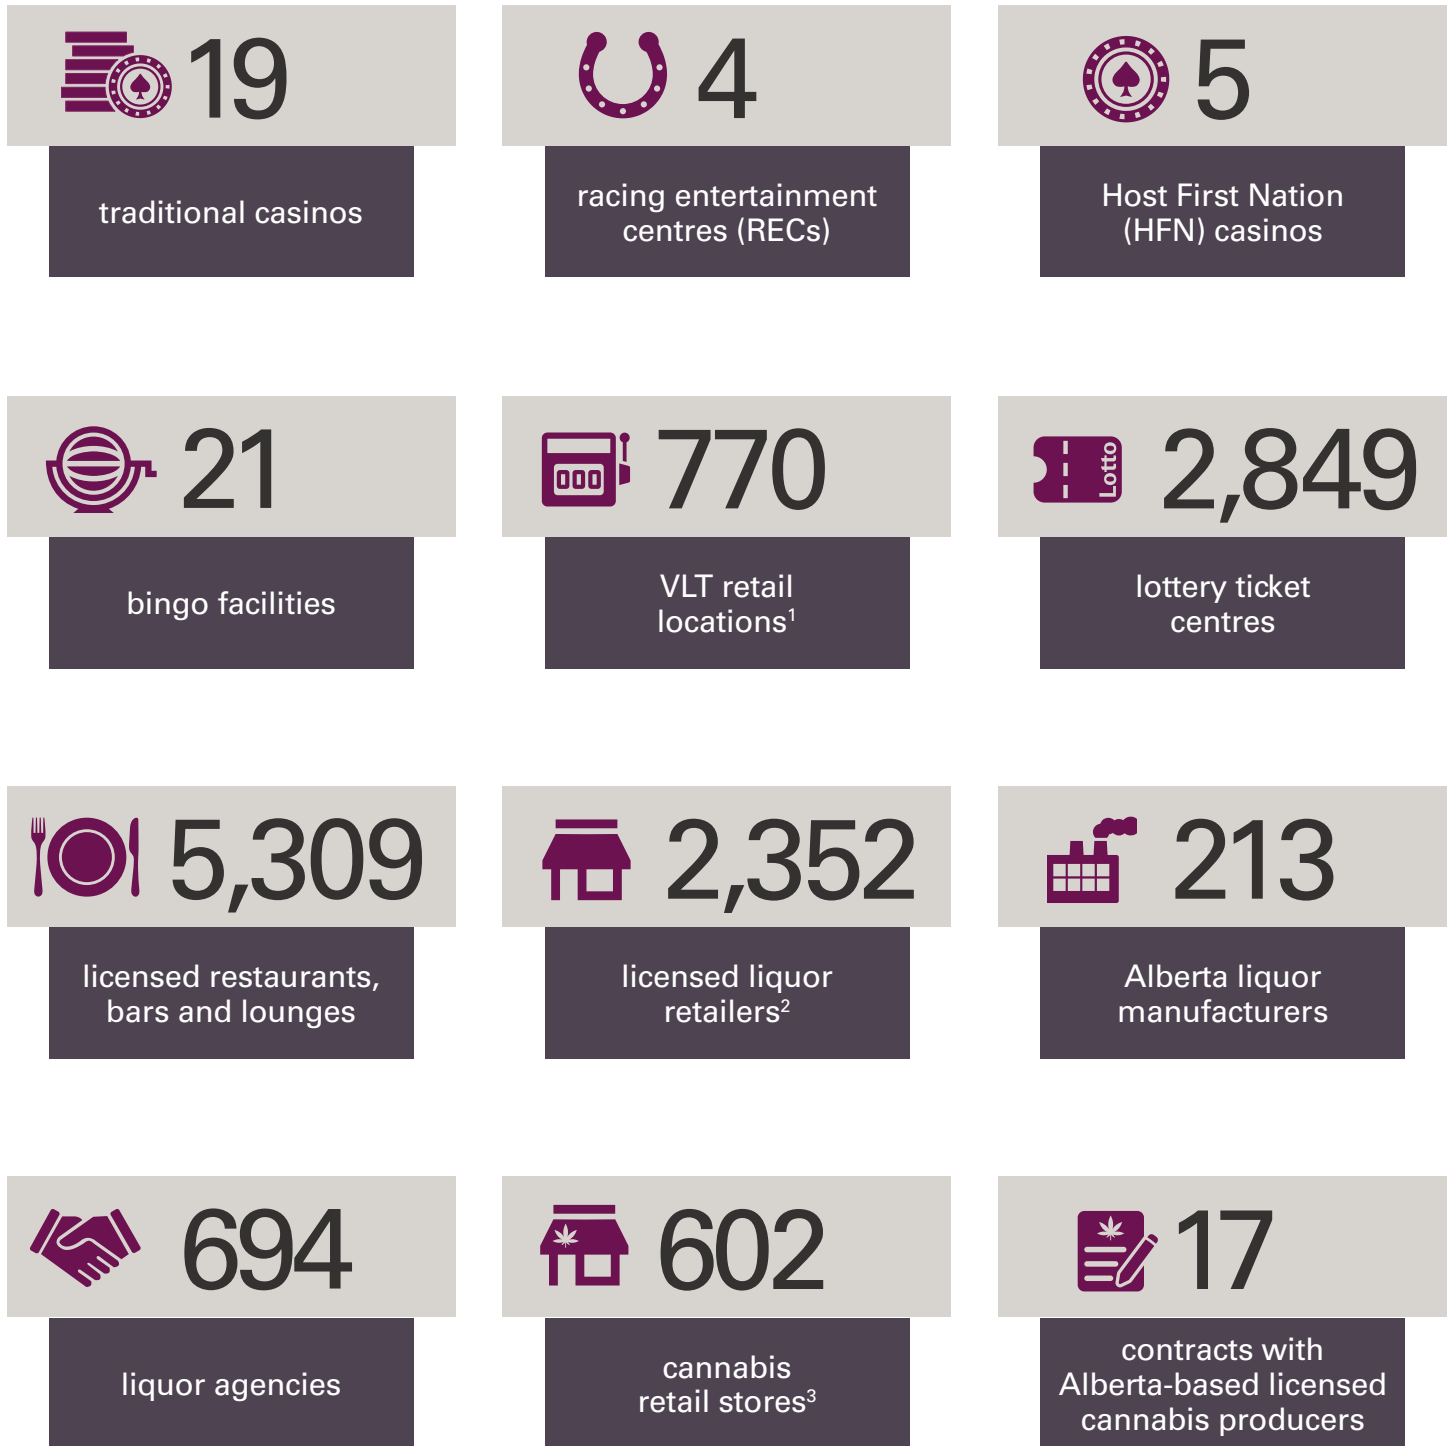 19
traditional casinos
4
racing entertainment
centres (RECs)
5
Host First Nation
(HFN) casinos
21
bingo facilities
000
770
VLT retail
locations¹
Lotto
2,849
lottery ticket
centres
5,309
licensed restaurants,
bars and lounges
2,352
licensed liquor
retailers²
213
Alberta liquor
manufacturers
694
liquor agencies
602
cannabis
retail stores³
17
contracts with
Alberta-based licensed
cannabis producers